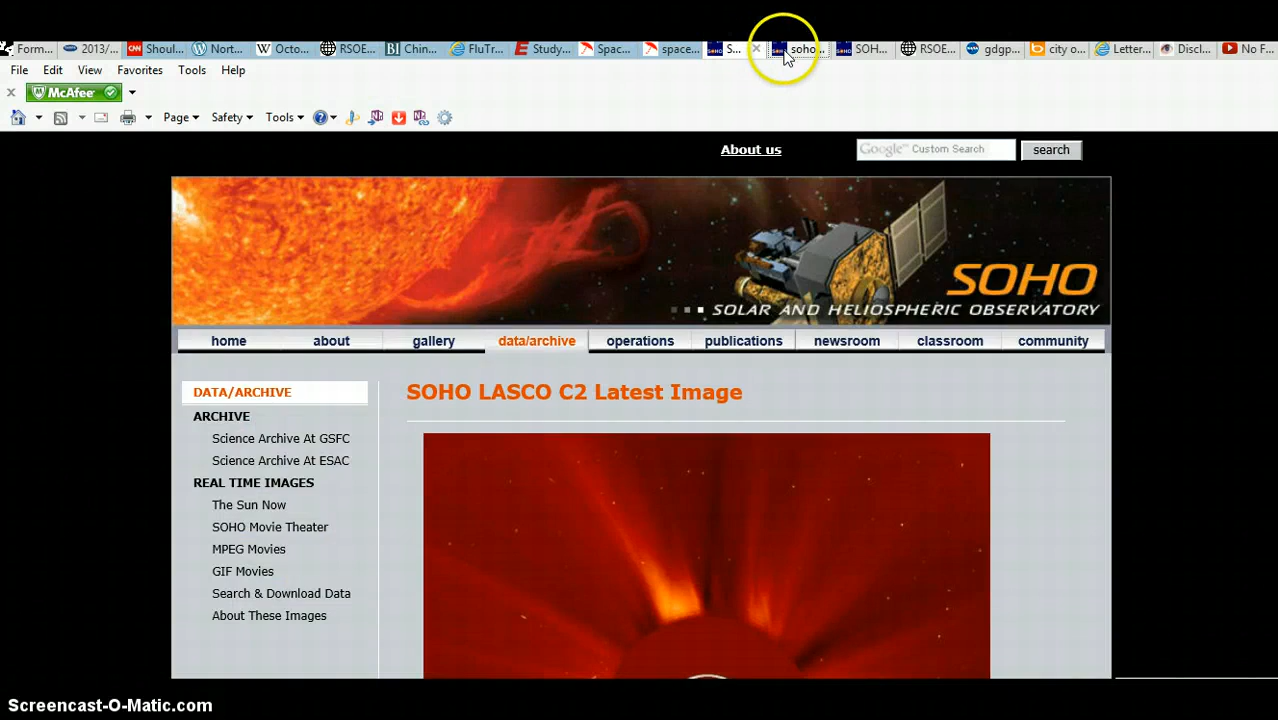 Form... 2013/... Shoul... Nort... Octo... RSOE... Chin... FluTr... Study... Spac... space... S... soho... SOH... RSOE... gdgp... city o... Letter... Discl... No F...
File Edit View Favorites Tools Help
McAfee
Page Safety Tools
About us Google™ Custom Search search
SOHO
SOLAR AND HELIOSPHERIC OBSERVATORY
home about gallery data/archive operations publications newsroom classroom community
DATA/ARCHIVE
SOHO LASCO C2 Latest Image
ARCHIVE
Science Archive At GSFC
Science Archive At ESAC
REAL TIME IMAGES
The Sun Now
SOHO Movie Theater
MPEG Movies
GIF Movies
Search & Download Data
About These Images
Screencast-O-Matic.com